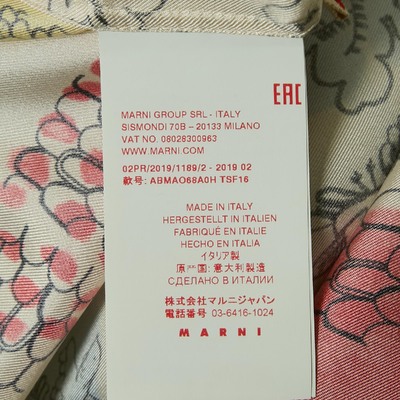 EAC
MARNI GROUP SRL - ITALY
SISMONDI 70B – 20133 MILANO
VAT NO. 08028300963
WWW.MARNI.COM
02PR/2019/1189/2 - 2019 02
款号: ABMAO68A0H TSF16
MADE IN ITALY
HERGESTELLT IN ITALIEN
FABRIQUÉ EN ITALIE
HECHO EN ITALIA
イタリア製
原産国: 意大利製造
СДЕЛАНО В ИТАЛИИ
株式会社マルニジャパン
電話番号 03-6416-1024
MARNI